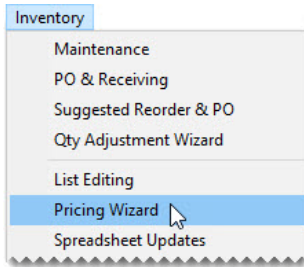 Inventory
Maintenance
PO & Receiving
Suggested Reorder & PO
Qty Adjustment Wizard
List Editing
Pricing Wizard
Spreadsheet Updates